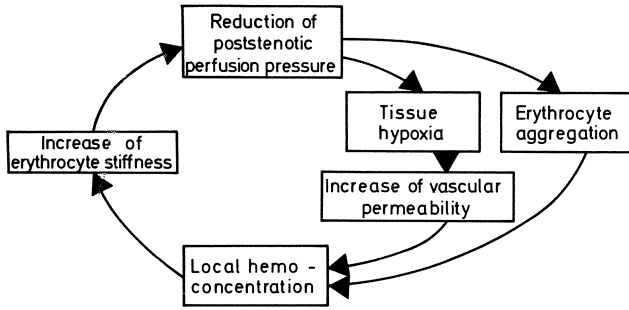 Reduction of
poststenotic
perfusion pressure
Tissue
hypoxia
Erythrocyte
aggregation
Increase of
erythrocyte stiffness
Increase of vascular
permeability
Local hemo -
concentration